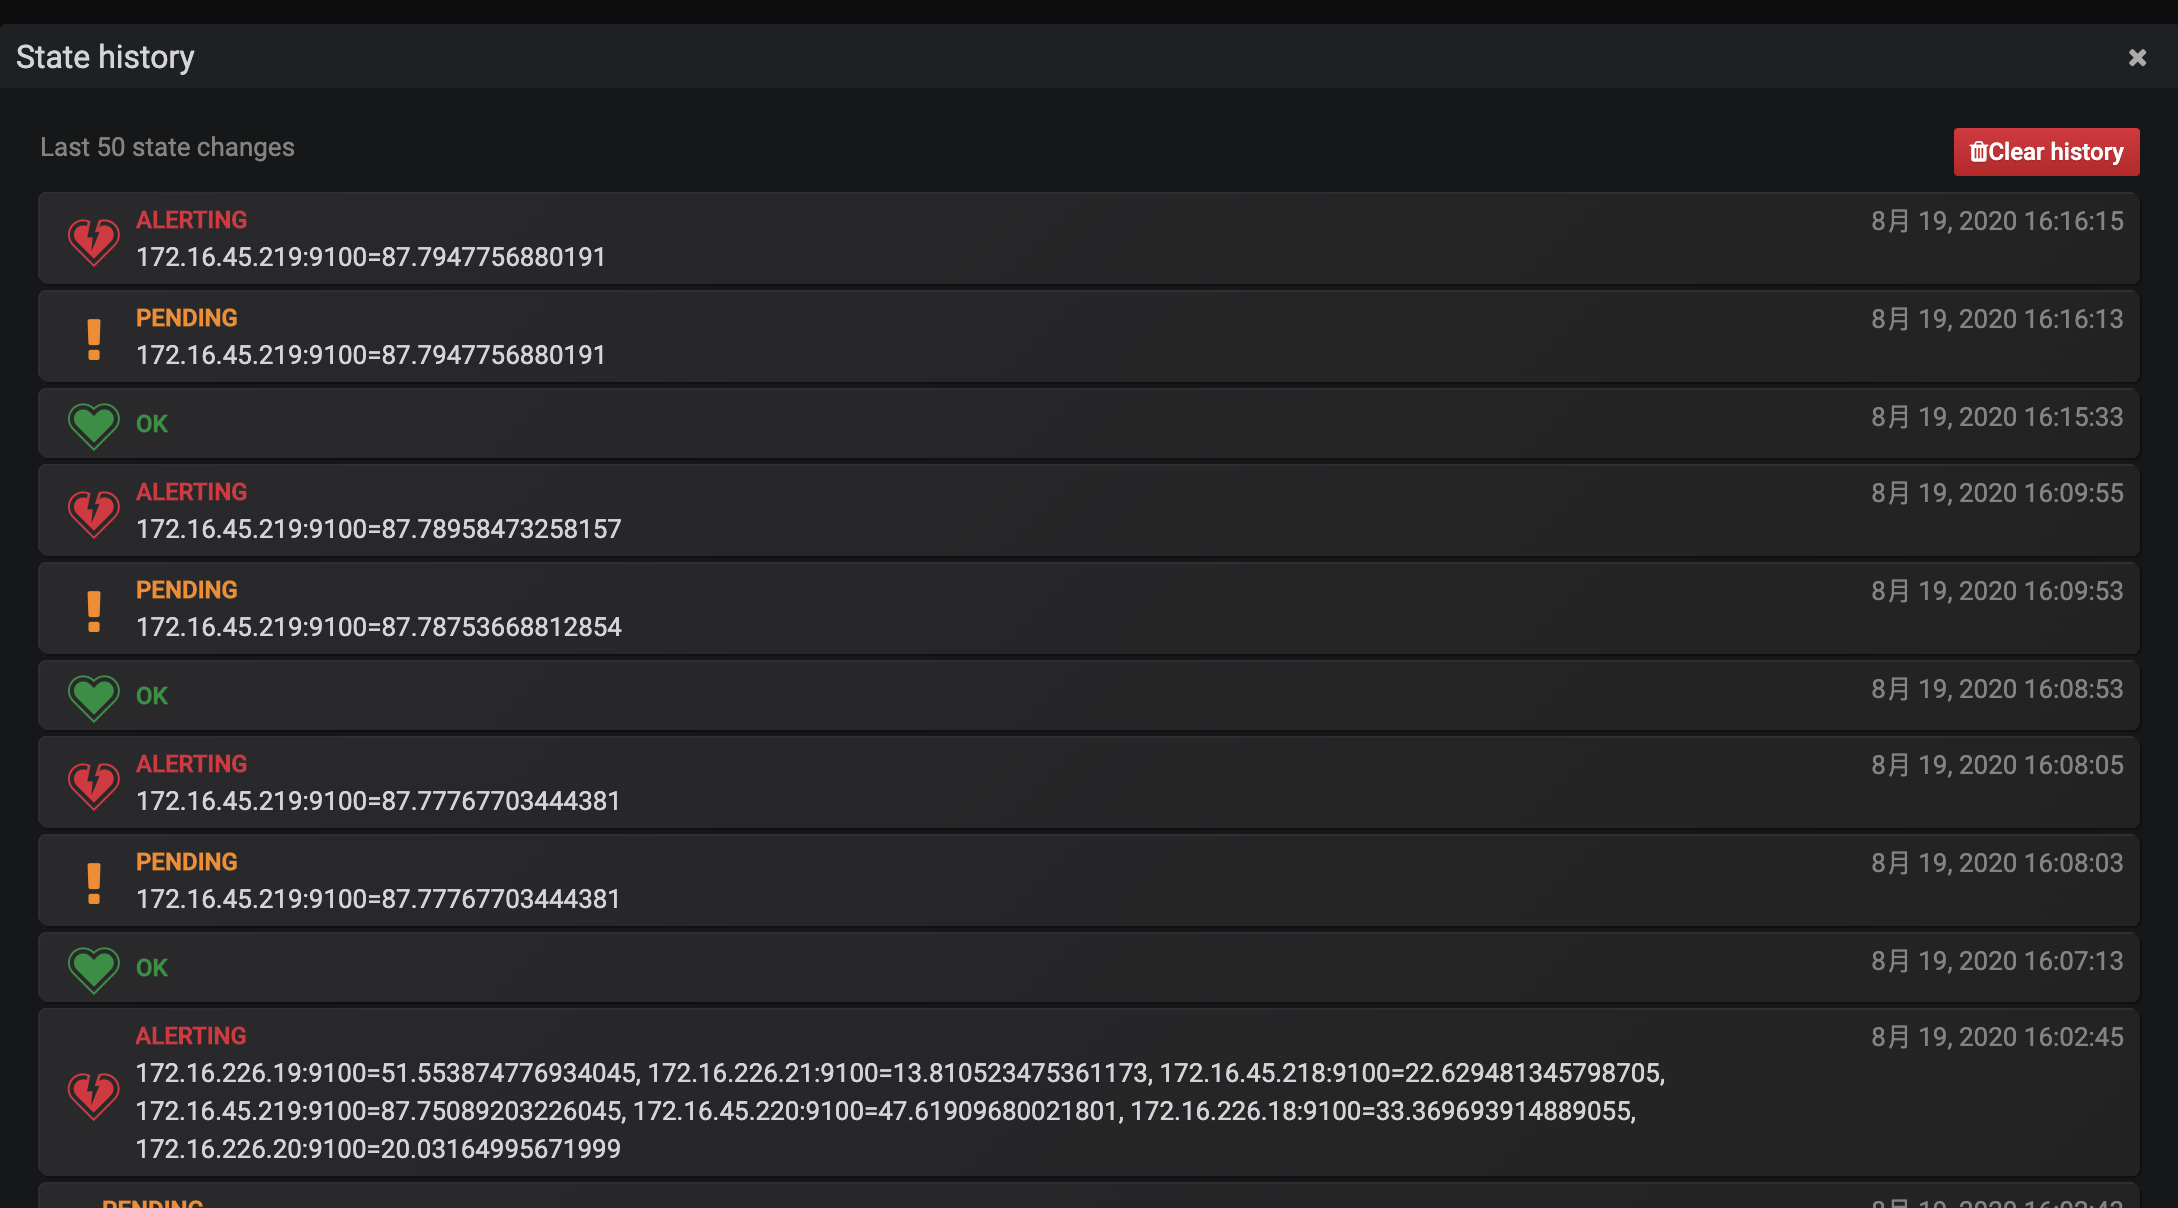 State history
Last 50 state changes
Clear history
ALERTING
8月 19, 2020 16:16:15
172.16.45.219:9100=87.7947756880191
PENDING
8月 19, 2020 16:16:13
172.16.45.219:9100=87.7947756880191
OK
8月 19, 2020 16:15:33
ALERTING
8月 19, 2020 16:09:55
172.16.45.219:9100=87.78958473258157
PENDING
8月 19, 2020 16:09:53
172.16.45.219:9100=87.78753668812854
OK
8月 19, 2020 16:08:53
ALERTING
8月 19, 2020 16:08:05
172.16.45.219:9100=87.77767703444381
PENDING
8月 19, 2020 16:08:03
172.16.45.219:9100=87.77767703444381
OK
8月 19, 2020 16:07:13
ALERTING
8月 19, 2020 16:02:45
172.16.226.19:9100=51.553874776934045, 172.16.226.21:9100=13.810523475361173, 172.16.45.218:9100=22.629481345798705,
172.16.45.219:9100=87.75089203226045, 172.16.45.220:9100=47.61909680021801, 172.16.226.18:9100=33.369693914889055,
172.16.226.20:9100=20.03164995671999
PENDING